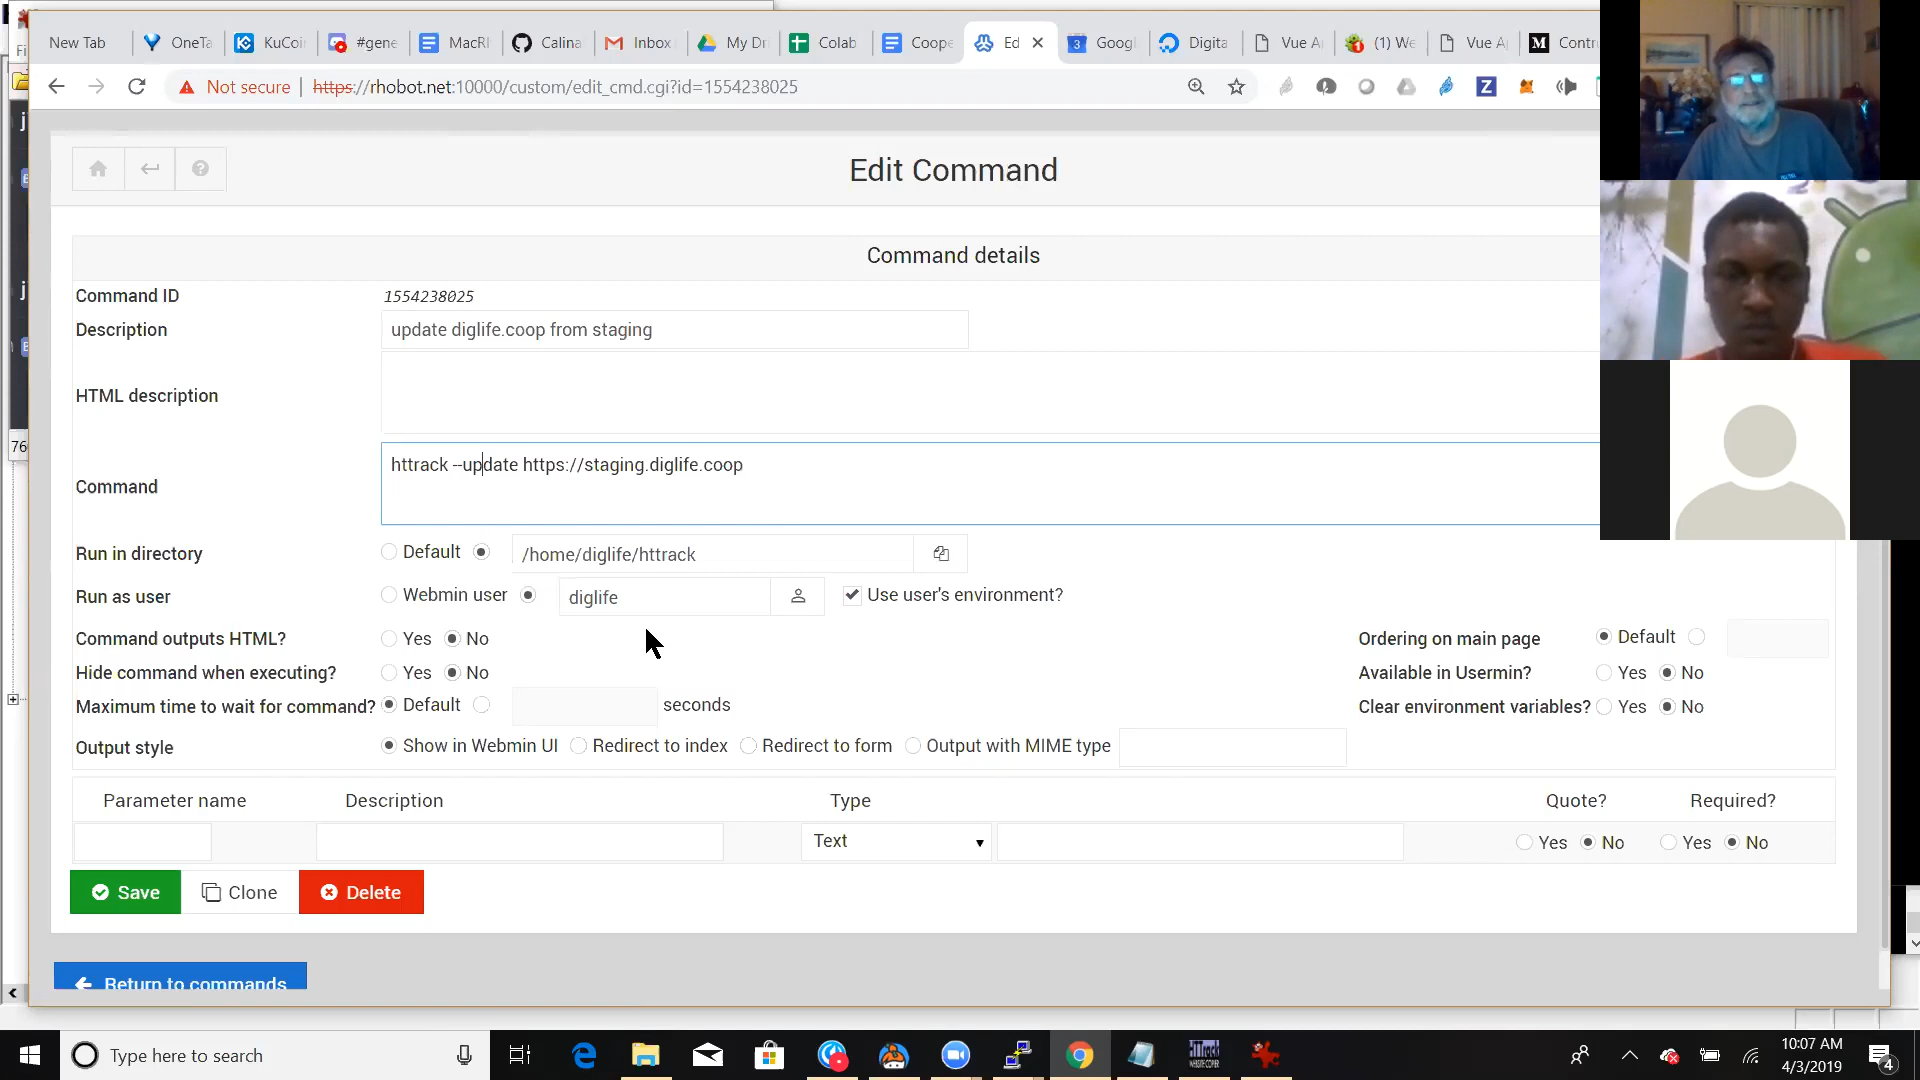 New Tab
OneTa
KuCoi
#gene
MacR
Calina
Inbox
My Dr
Colab
Coope
Ed
Googl
Digita
Vue A
(1) We
Vue A
Contr
Not secure | https://rhobot.net:10000/custom/edit_cmd.cgi?id=1554238025
Edit Command
Command details
Command ID 1554238025
Description update diglife.coop from staging
HTML description
Command httrack --update https://staging.diglife.coop
Run in directory Default /home/diglife/httrack
Run as user Webmin user diglife Use user's environment?
Command outputs HTML? Yes No Ordering on main page Default
Hide command when executing? Yes No Available in Usermin? Yes No
Maximum time to wait for command? Default seconds Clear environment variables? Yes No
Output style Show in Webmin UI Redirect to index Redirect to form Output with MIME type
Parameter name Description Type Quote? Required?
Text Yes No Yes No
Save Clone Delete
Return to commands
Type here to search
10:07 AM
4/3/2019
4